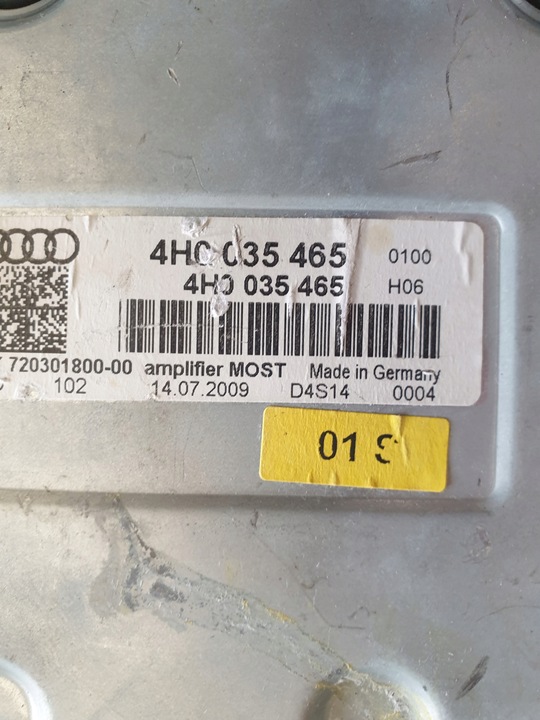 4H0 035 465 0100
4H0 035 465 H06
720301800-00 amplifier MOST Made in Germany
102 14.07.2009 D4S14 0004
01